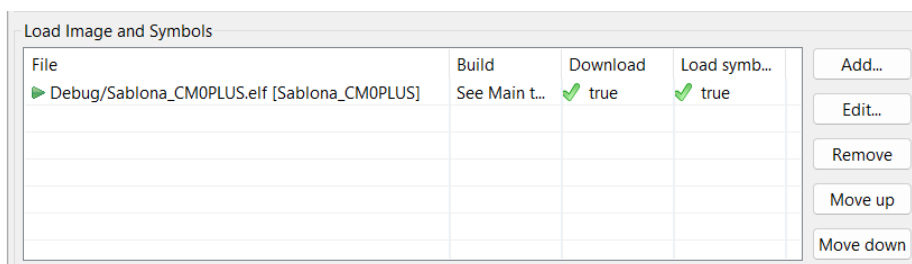 Load Image and Symbols
File Build Download Load symb...
Debug/Sablona_CM0PLUS.elf [Sablona_CM0PLUS] See Main t... true true
Add...
Edit...
Remove
Move up
Move down